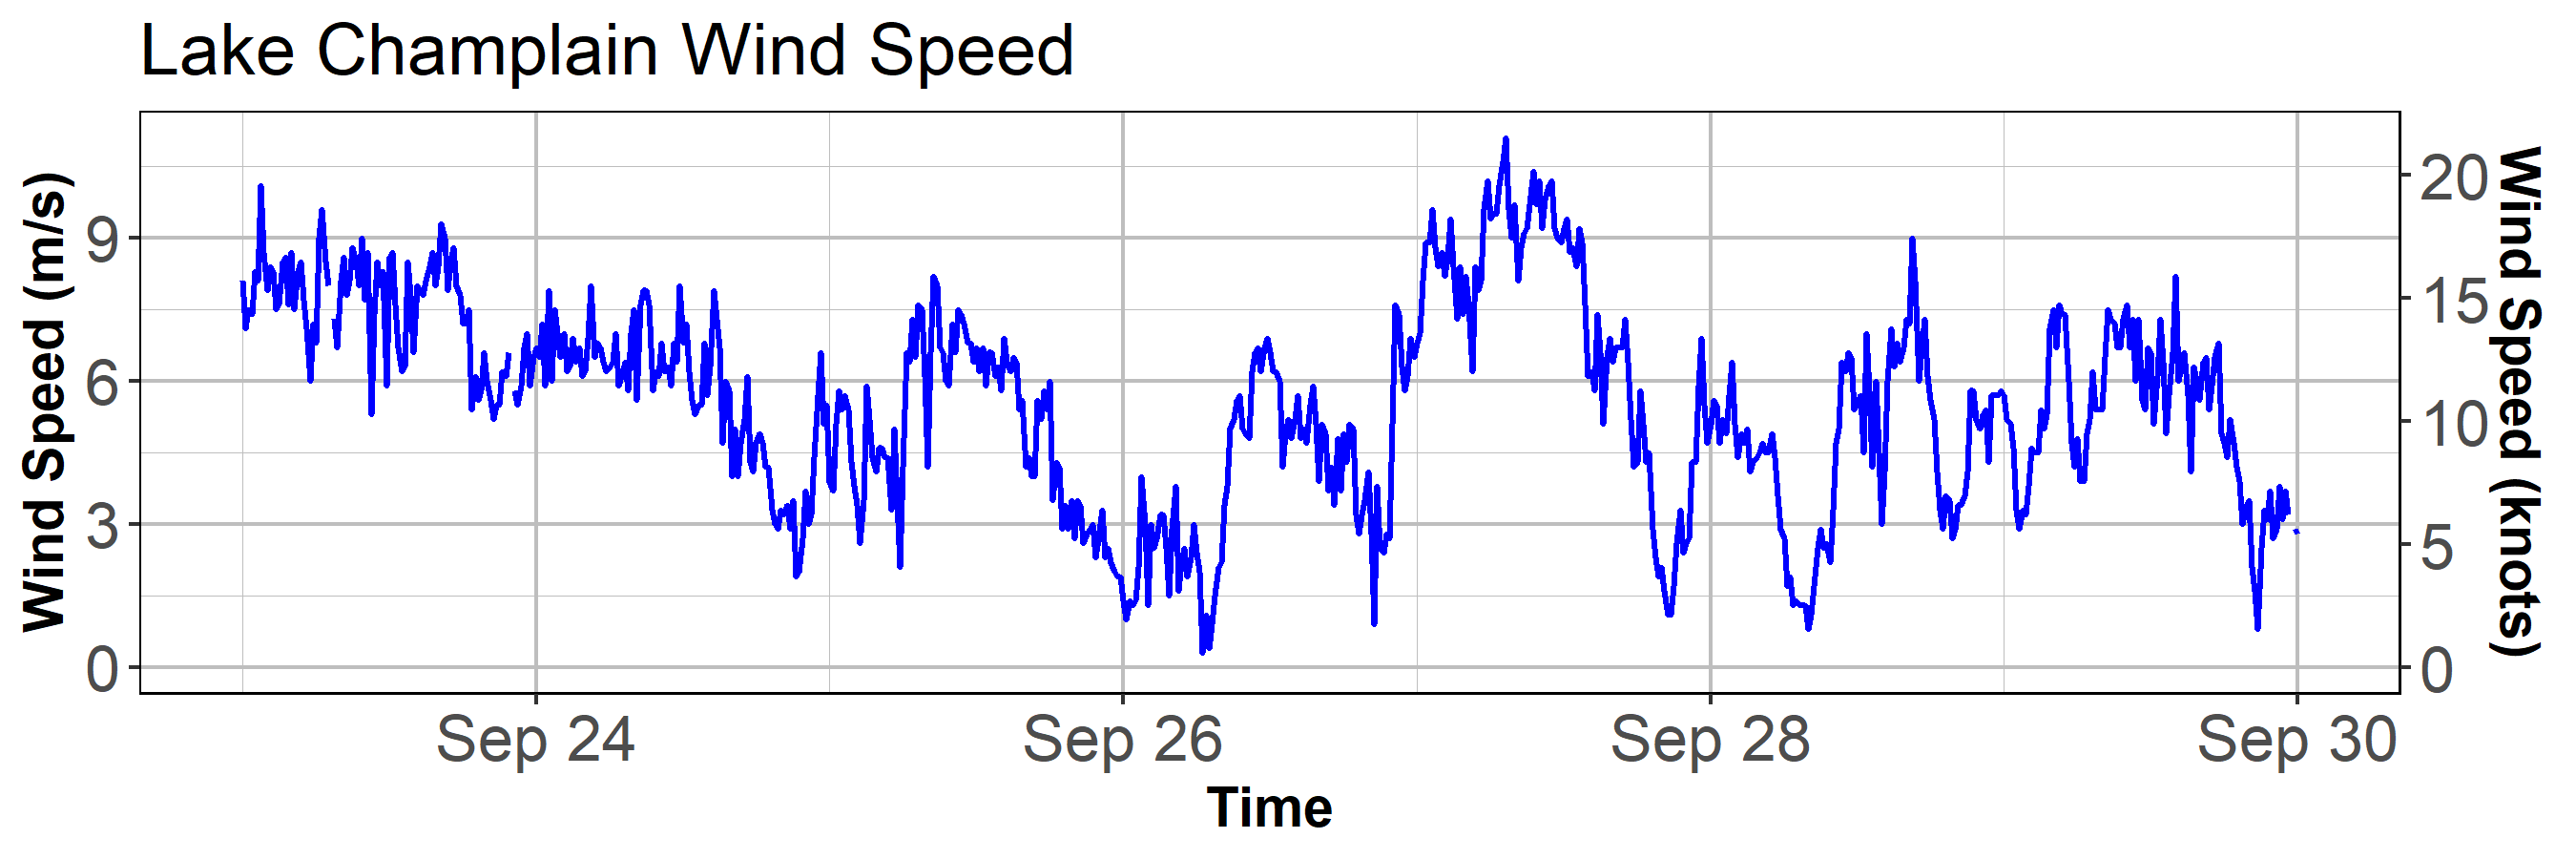 Lake Champlain Wind Speed
Wind Speed (m/s)
9
6
3
0
20
15
10
5
0
Wind Speed (knots)
Sep 24
Sep 26
Sep 28
Sep 30
Time